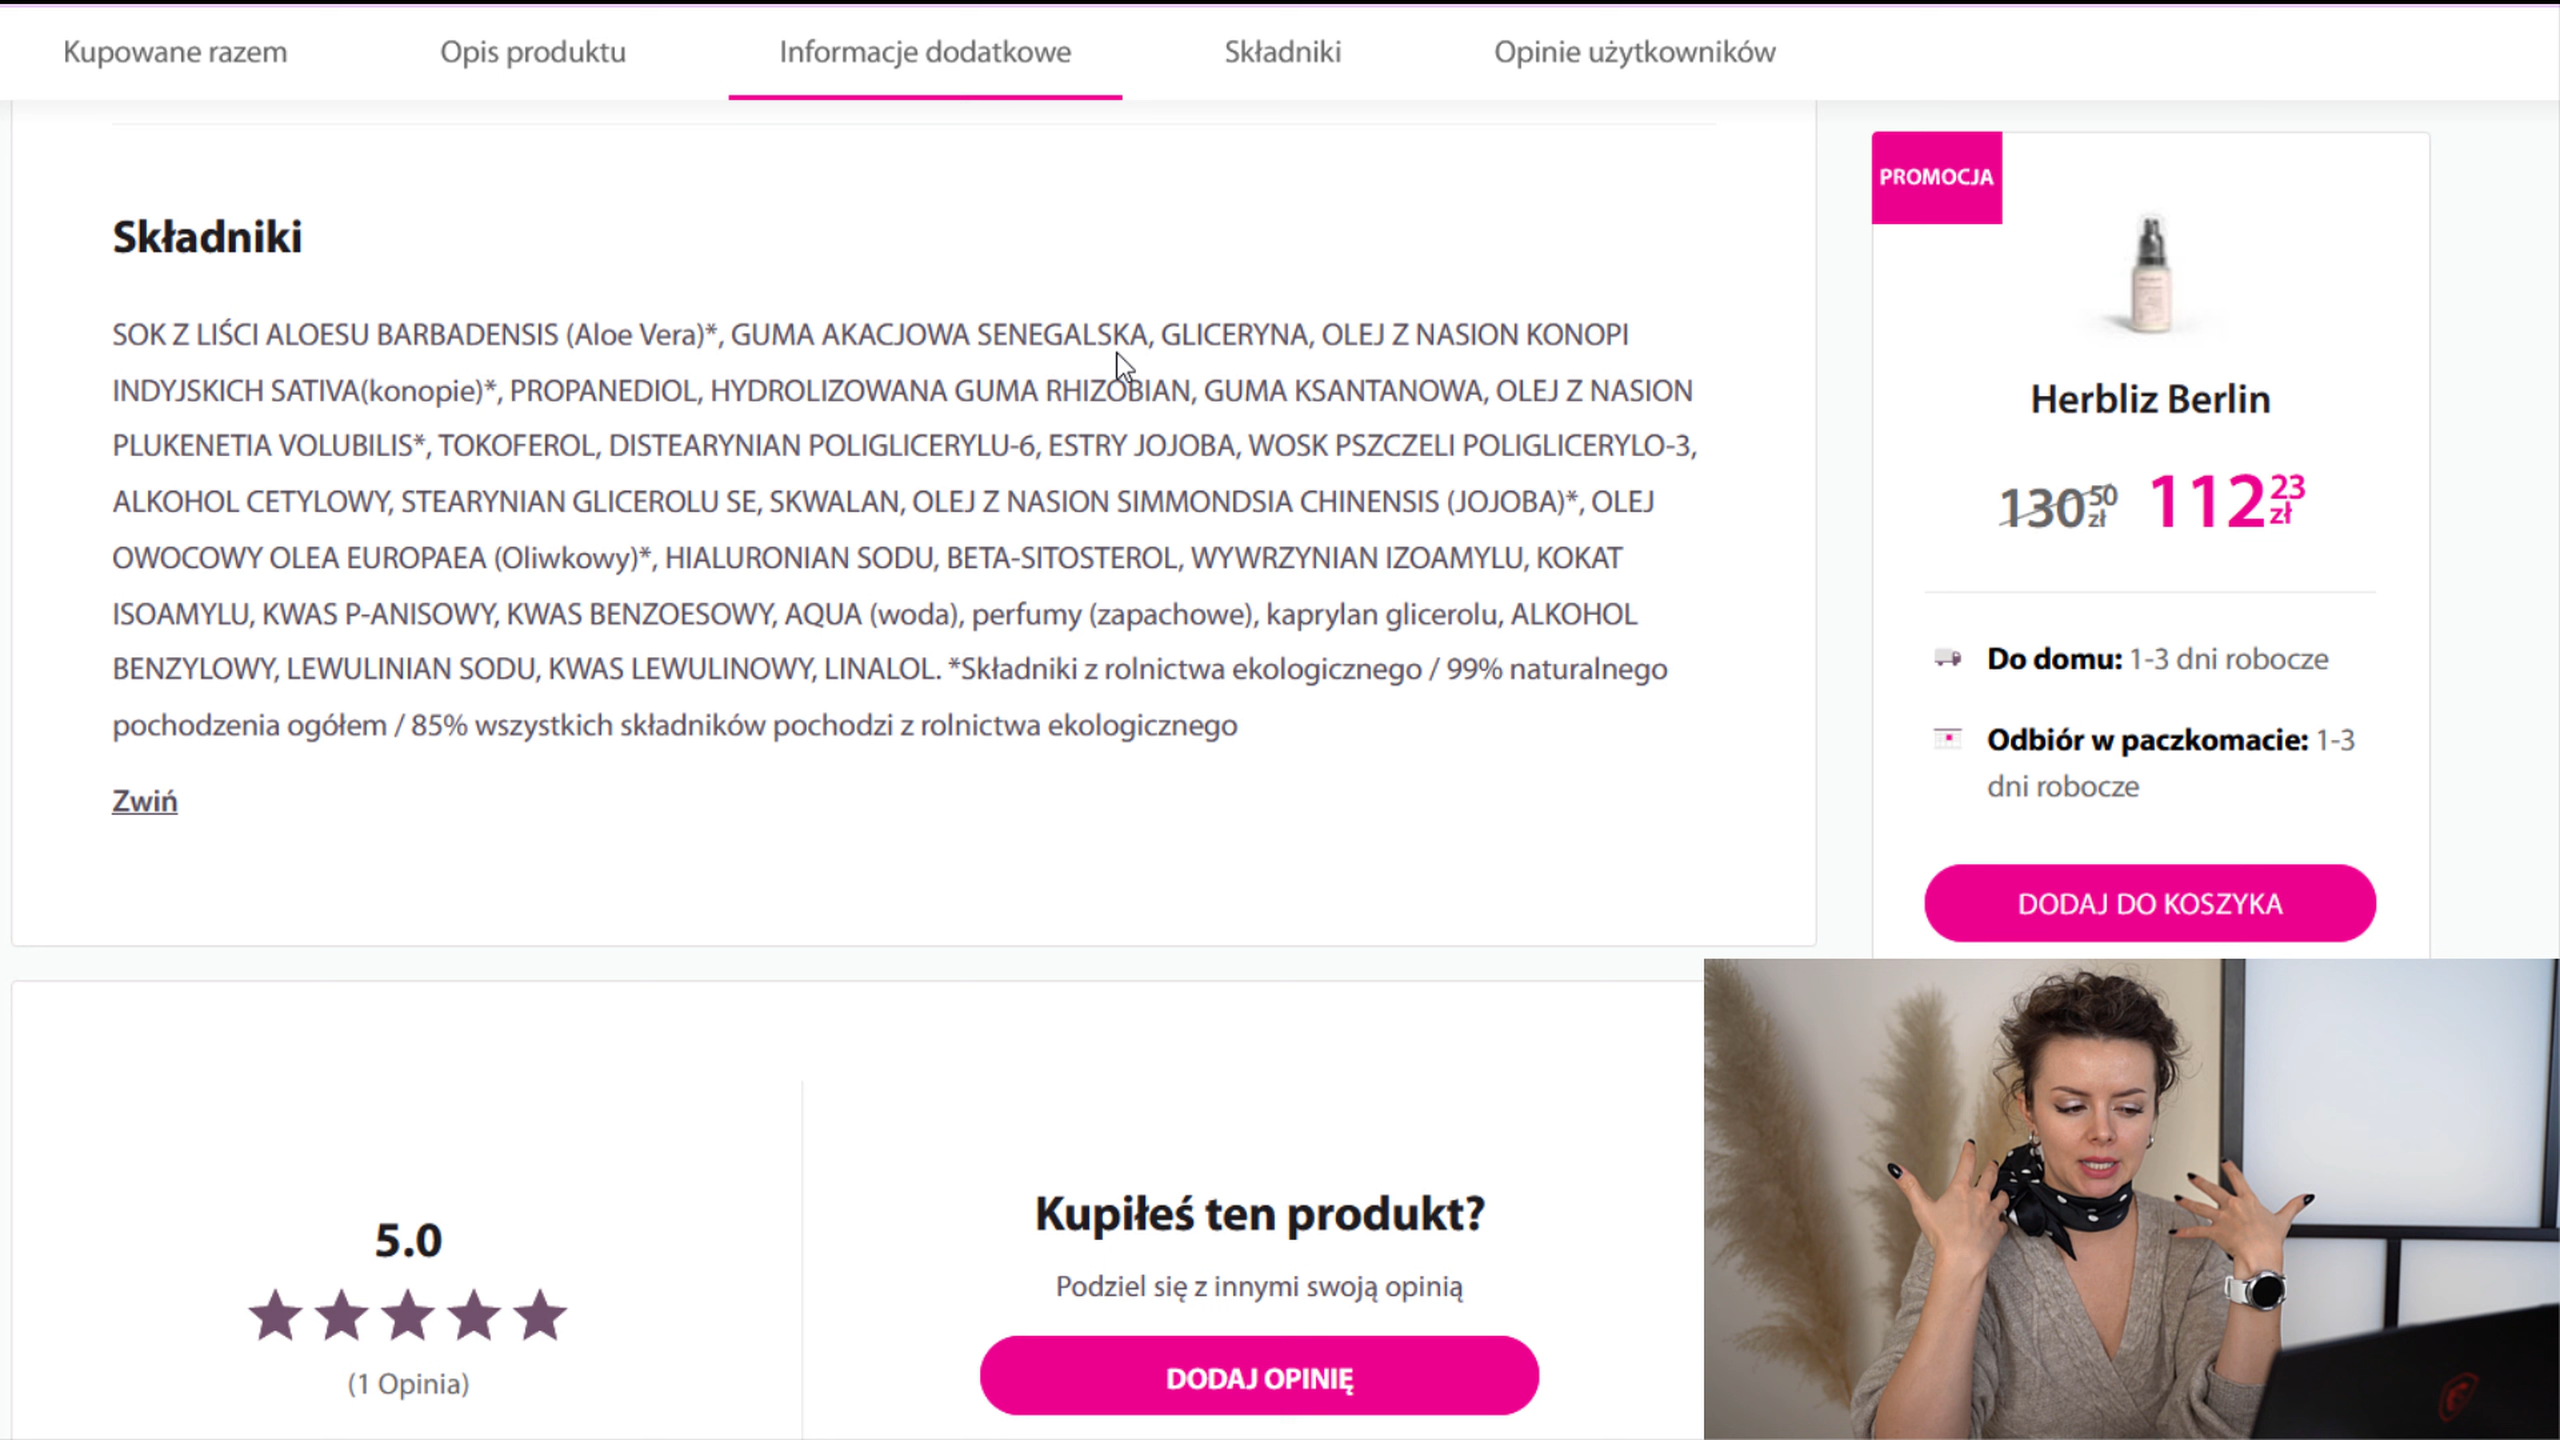 Kupowane razem
Opis produktu
Informacje dodatkowe
Składniki
Opinie użytkowników
Składniki
SOK Z LIŚCI ALOESU BARBADENSIS (Aloe Vera)*, GUMA AKACJOWA SENEGALSKA, GLICERYNA, OLEJ Z NASION KONOPI
INDYJSKICH SATIVA(konopie)*, PROPANEDIOL, HYDROLIZOWANA GUMA RHIZOBIAN, GUMA KSANTANOWA, OLEJ Z NASION
PLUKENETIA VOLUBILIS*, TOKOFEROL, DISTEARYNIAN POLIGLICERYLU-6, ESTRY JOJOBA, WOSK PSZCZELI POLIGLICERYLO-3,
ALKOHOL CETYLOWY, STEARYNIAN GLICEROLU SE, SKWALAN, OLEJ Z NASION SIMMONDSIA CHINENSIS (JOJOBA)*, OLEJ
OWOCOWY OLEA EUROPAEA (Oliwkowy)*, HIALURONIAN SODU, BETA-SITOSTEROL, WYWRZYNIAN IZOAMYLU, KOKAT
ISOAMYLU, KWAS P-ANISOWY, KWAS BENZOESOWY, AQUA (woda), perfumy (zapachowe), kaprylan glicerolu, ALKOHOL
BENZYLOWY, LEWULINIAN SODU, KWAS LEWULINOWY, LINALOL. *Składniki z rolnictwa ekologicznego / 99% naturalnego
pochodzenia ogółem / 85% wszystkich składników pochodzi z rolnictwa ekologicznego
Zwiń
PROMOCJA
Herbliz Berlin
130 50 zł 112 23 zł
Do domu: 1-3 dni robocze
Odbiór w paczkomacie: 1-3
dni robocze
DODAJ DO KOSZYKA
5.0
(1 Opinia)
Kupiłeś ten produkt?
Podziel się z innymi swoją opinią
DODAJ OPINIĘ